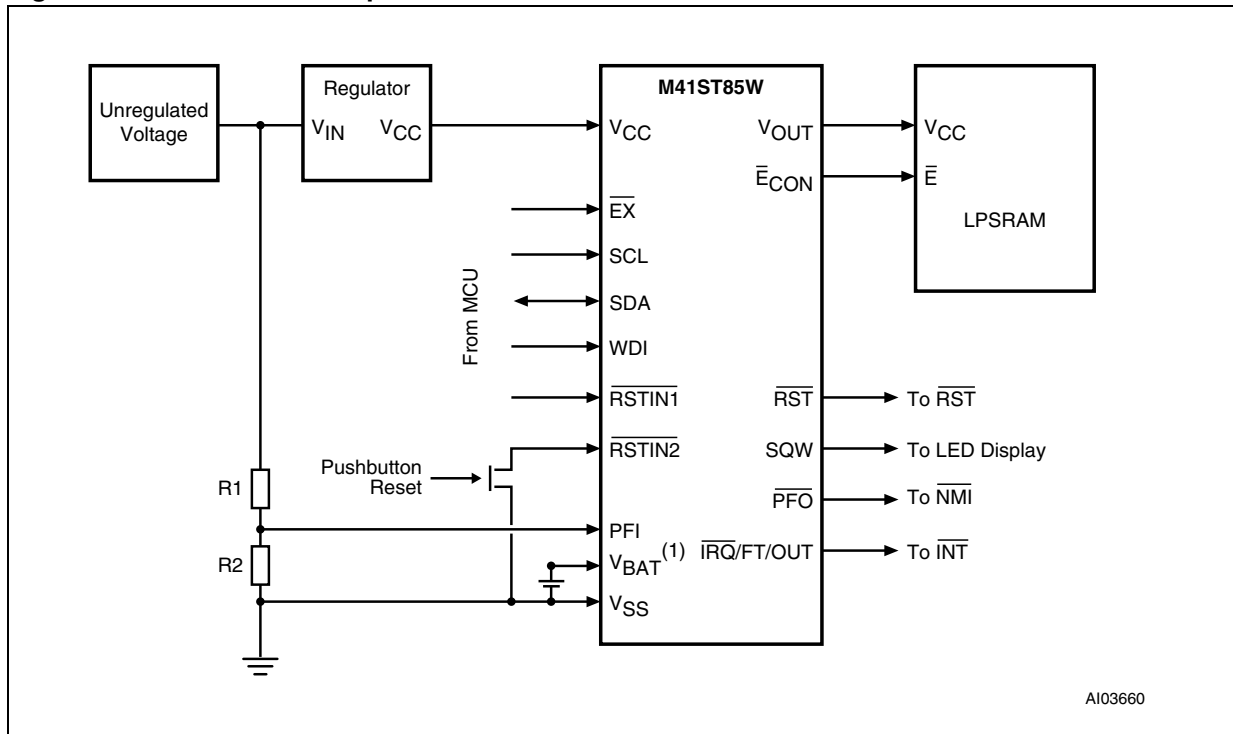 M41ST85W
Unregulated
Voltage
Regulator
VIN VCC
VCC
EX
SCL
SDA
WDI
RSTIN1
RSTIN2
PFI
VBAT(1)
VSS
VOUT
ECON
RST
SQW
PFO
IRQ/FT/OUT
VCC
E
LPSRAM
From MCU
Pushbutton
Reset
R1
R2
To RST
To LED Display
To NMI
To INT
AI03660